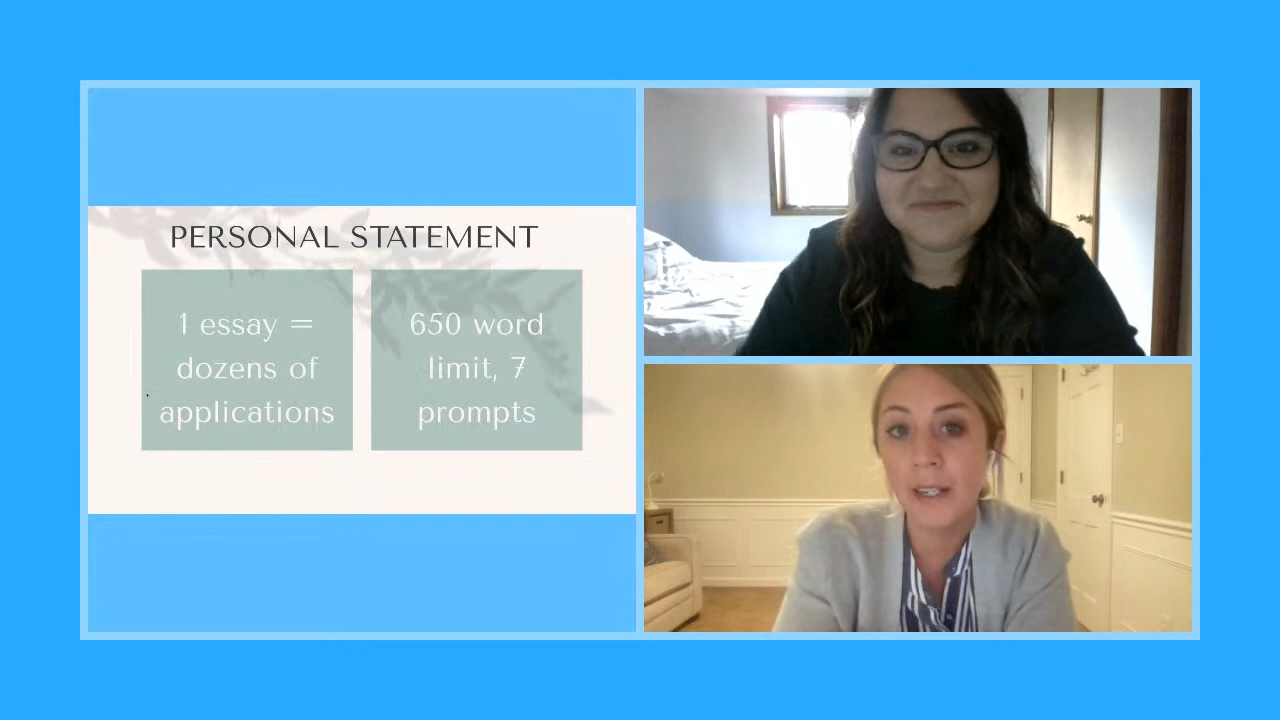 PERSONAL STATEMENT
1 essay =
dozens of
applications
650 word
limit, 7
prompts